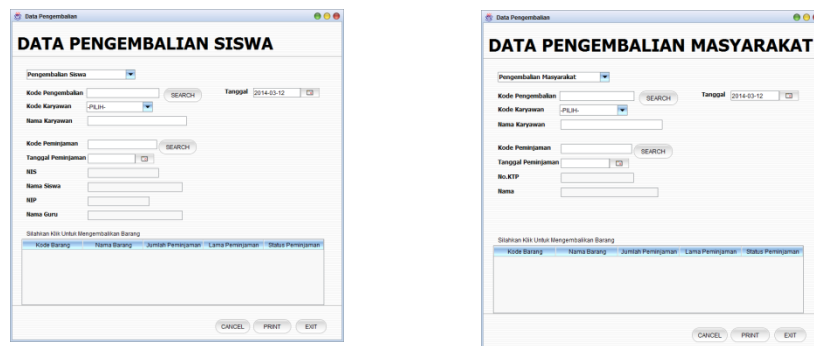 Data Pengembalian
DATA PENGEMBALIAN SISWA
Pengembalian Siswa
Kode Pengembalian SEARCH Tanggal 2014-03-12
Kode Karyawan -PILIH-
Nama Karyawan
Kode Peminjaman SEARCH
Tanggal Peminjaman
NIS
Nama Siswa
NIP
Nama Guru
Silahkan Klik Untuk Mengembalikan Barang
Kode Barang Nama Barang Jumlah Peminjaman Lama Peminjaman Status Peminjaman
CANCEL PRINT EXIT
Data Pengembalian
DATA PENGEMBALIAN MASYARAKAT
Pengembalian Masyarakat
Kode Pengembalian SEARCH Tanggal 2014-03-12
Kode Karyawan -PILIH-
Nama Karyawan
Kode Peminjaman SEARCH
Tanggal Peminjaman
No.KTP
Nama
Silahkan Klik Untuk Mengembalikan Barang
Kode Barang Nama Barang Jumlah Peminjaman Lama Peminjaman Status Peminjaman
CANCEL PRINT EXIT